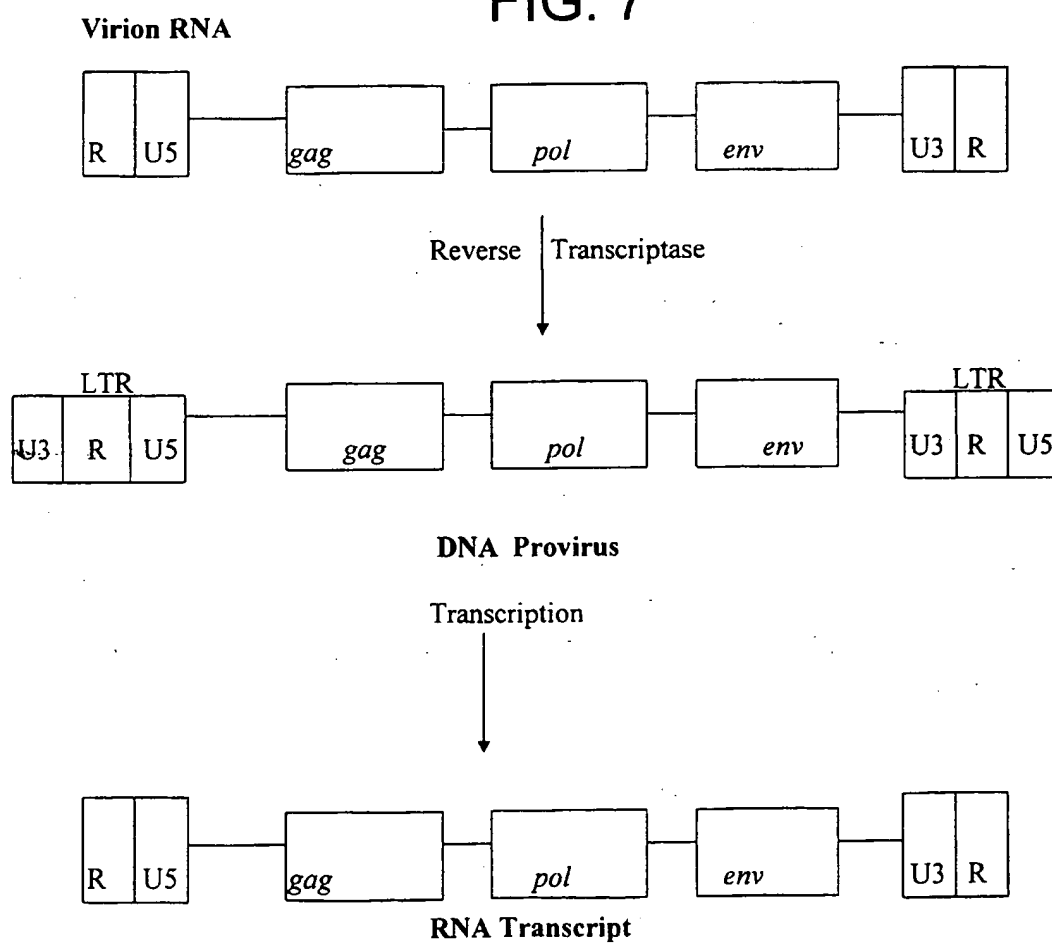 FIG. 7
Virion RNA
R U5 gag pol env U3 R
Reverse Transcriptase
LTR LTR
U3 R U5 gag pol env U3 R U5
DNA Provirus
Transcription
R U5 gag pol env U3 R
RNA Transcript